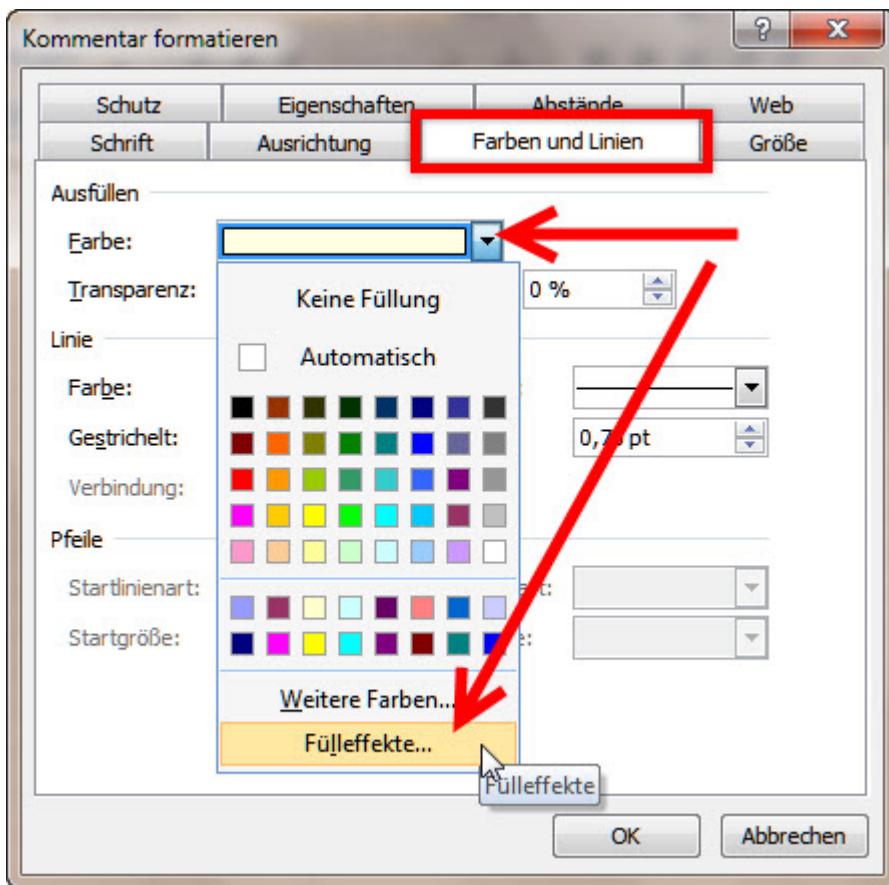 Kommentar formatieren
Schutz Eigenschaften Abstände Web
Schrift Ausrichtung Farben und Linien Größe
Ausfüllen
Farbe:
Transparenz: 0 %
Keine Füllung
Linie
Automatisch
Farbe:
Gestrichelt: pt
Verbindung:
Pfeile
Startlinienart:
Startgröße:
Weitere Farben...
Fülleffekte...
Fülleffekte
OK Abbrechen